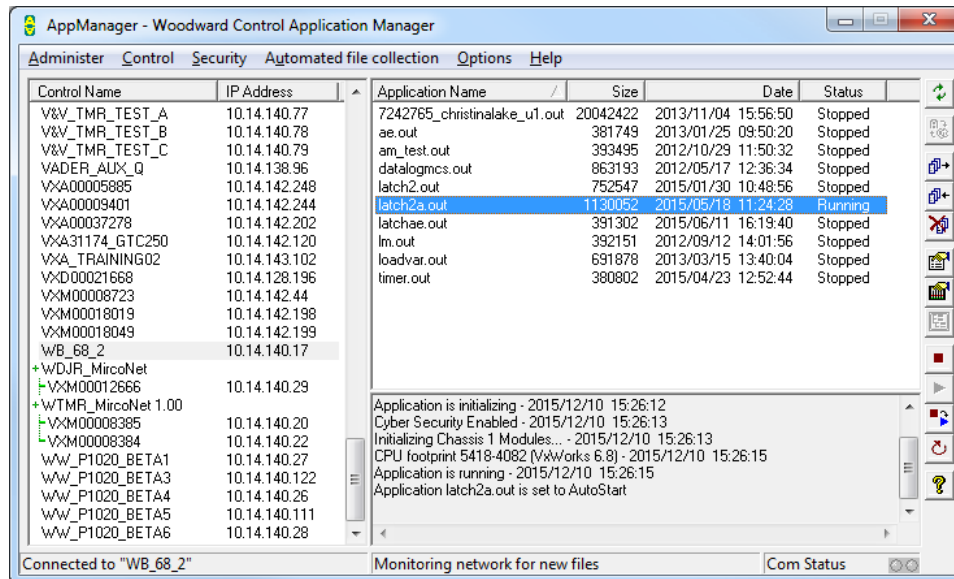 AppManager - Woodward Control Application Manager
Administer Control Security Automated file collection Options Help
Control Name IP Address
V&V_TMR_TEST_A 10.14.140.77
V&V_TMR_TEST_B 10.14.140.78
V&V_TMR_TEST_C 10.14.140.79
VADER_AUX_Q 10.14.138.96
VXA00005885 10.14.142.248
VXA00009401 10.14.142.244
VXA00037278 10.14.142.202
VXA31174_GTC250 10.14.142.120
VXA_TRAINING02 10.14.143.102
VXD00021668 10.14.128.196
VXM00008723 10.14.142.44
VXM00018019 10.14.142.198
VXM00018049 10.14.142.199
WB_68_2 10.14.140.17
+WDJR_MircoNet
VXM00012666 10.14.140.29
+WTMR_MircoNet 1.00
VXM00008385 10.14.140.20
VXM00008384 10.14.140.22
WW_P1020_BETA1 10.14.140.27
WW_P1020_BETA3 10.14.140.122
WW_P1020_BETA4 10.14.140.26
WW_P1020_BETA5 10.14.140.111
WW_P1020_BETA6 10.14.140.28
Application Name Size Date Status
7242765_christinalake_u1.out 20042422 2013/11/04 15:56:50 Stopped
ae.out 381749 2013/01/25 09:50:20 Stopped
am_test.out 393495 2012/10/29 11:50:32 Stopped
datalogmcs.out 863193 2012/05/17 12:36:34 Stopped
latch2.out 752547 2015/01/30 10:48:56 Stopped
latch2a.out 1130052 2015/05/18 11:24:28 Running
latchae.out 391302 2015/06/11 16:19:40 Stopped
lm.out 392151 2012/09/12 14:01:56 Stopped
loadvar.out 691878 2013/03/15 13:40:04 Stopped
timer.out 380802 2015/04/23 12:52:44 Stopped
Application is initializing - 2015/12/10 15:26:12
Cyber Security Enabled - 2015/12/10 15:26:13
Initializing Chassis 1 Modules... - 2015/12/10 15:26:13
CPU footprint 5418-4082 (VxWorks 6.8) - 2015/12/10 15:26:15
Application is running - 2015/12/10 15:26:15
Application latch2a.out is set to AutoStart
Connected to "WB_68_2" Monitoring network for new files Com Status